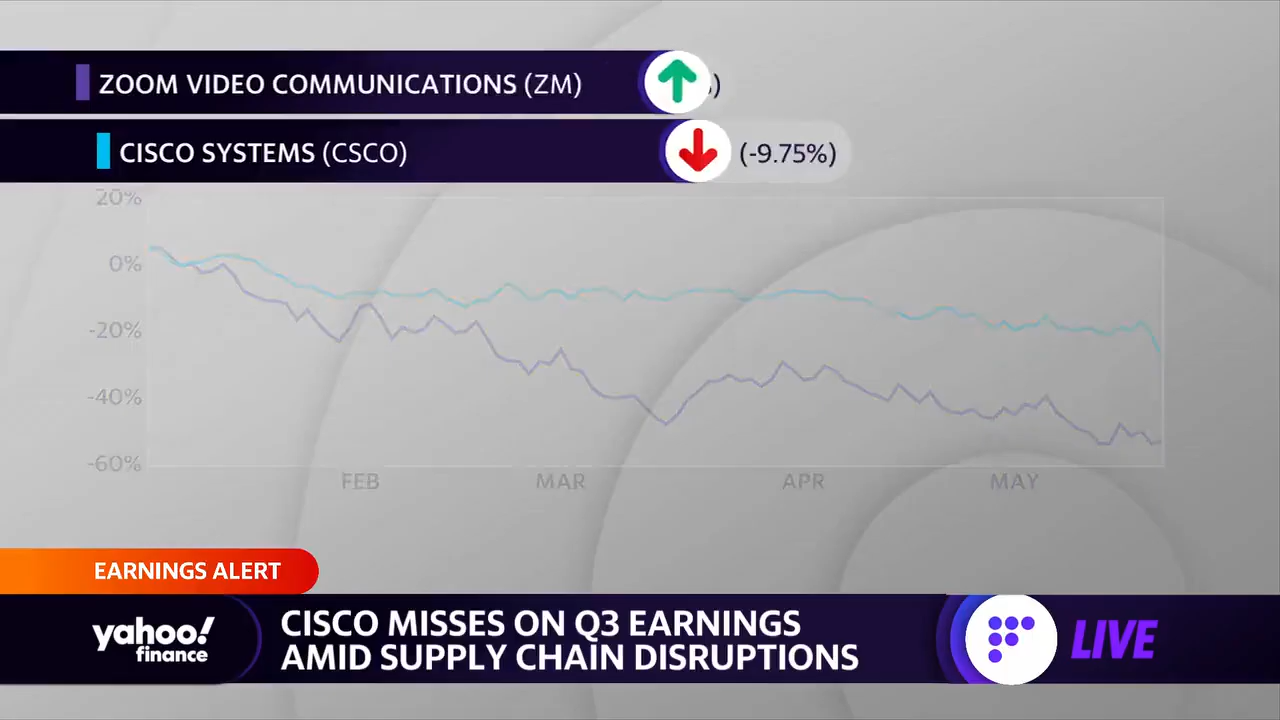 ZOOM VIDEO COMMUNICATIONS (ZM)
CISCO SYSTEMS (CSCO)
(-9.75%)
20%
0%
-20%
-40%
-60%
FEB MAR APR MAY
EARNINGS ALERT
yahoo!
finance
CISCO MISSES ON Q3 EARNINGS
AMID SUPPLY CHAIN DISRUPTIONS
LIVE